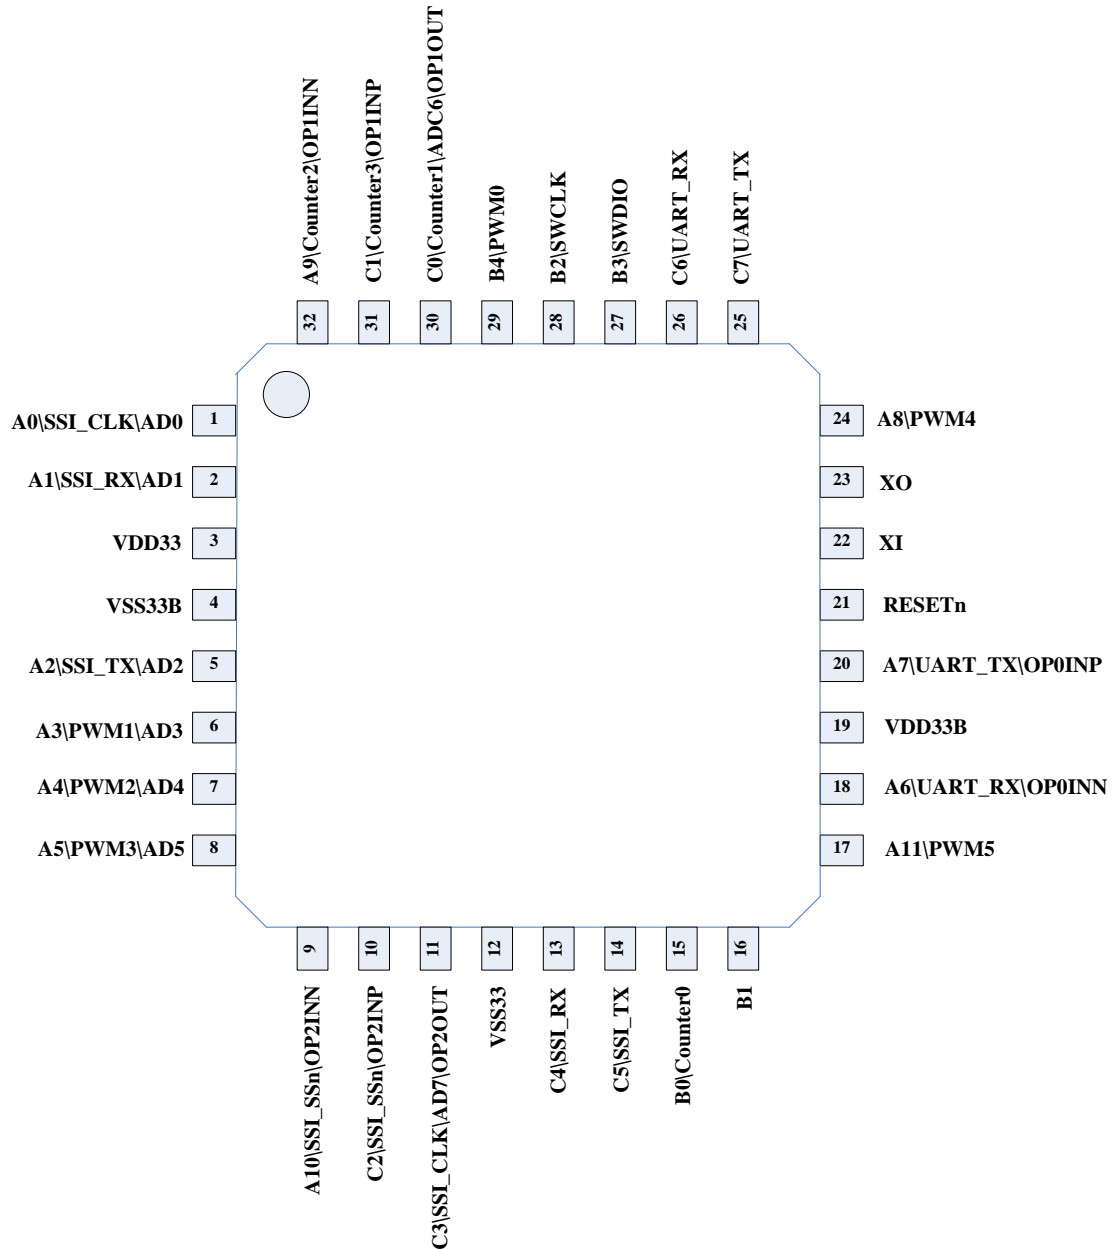 A9\Counter2\OP1INN
C1\Counter3\OP1INP
C0\Counter1\ADC6\OP1OUT
B4\PWM0
B2\SWCLK
B3\SWDIO
C6\UART_RX
C7\UART_TX
32
31
30
29
28
27
26
25
A0\SSI_CLK\AD0
1
A1\SSI_RX\AD1
2
VDD33
3
VSS33B
4
A2\SSI_TX\AD2
5
A3\PWM1\AD3
6
A4\PWM2\AD4
7
A5\PWM3\AD5
8
24
A8\PWM4
23
XO
22
XI
21
RESETn
20
A7\UART_TX\OP0INP
19
VDD33B
18
A6\UART_RX\OP0INN
17
A11\PWM5
9
10
11
12
13
14
15
16
A10\SSI_SSn\OP2INN
C2\SSI_SSn\OP2INP
C3\SSI_CLK\AD7\OP2OUT
VSS33
C4\SSI_RX
C5\SSI_TX
B0\Counter0
B1